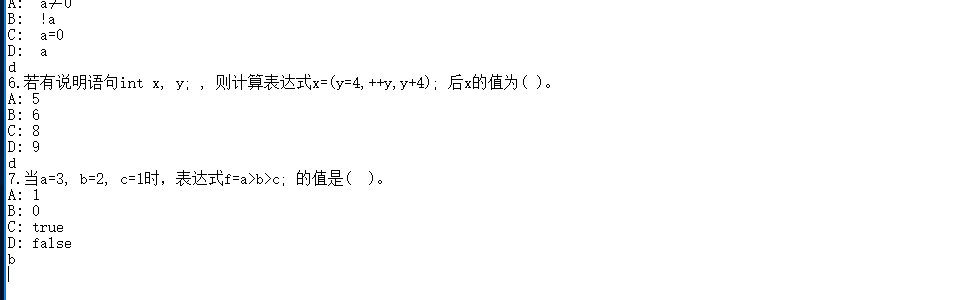 A:  a≠0
B:  !a
C:  a=0
D:  a
d
6.若有说明语句int x, y; , 则计算表达式x=(y=4,++y,y+4); 后x的值为( )。
A: 5
B: 6
C: 8
D: 9
d
7.当a=3, b=2, c=1时，表达式f=a>b>c; 的值是(  )。
A: 1
B: 0
C: true
D: false
b